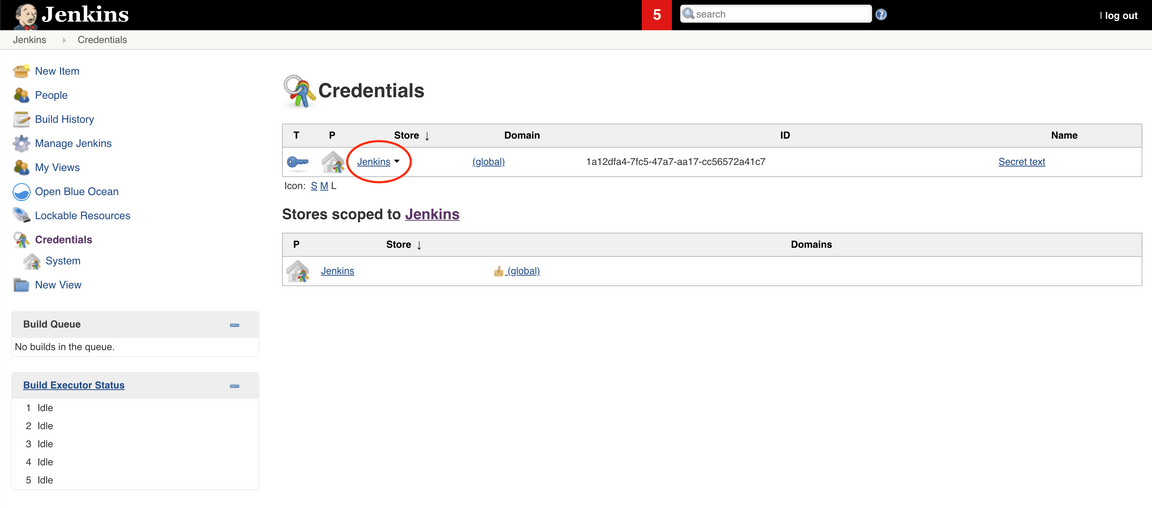 Jenkins
5
search
?
| log out
Jenkins
Credentials
New Item
People
Build History
Manage Jenkins
My Views
Open Blue Ocean
Lockable Resources
Credentials
System
New View
Build Queue
No builds in the queue.
Build Executor Status
1 Idle
2 Idle
3 Idle
4 Idle
5 Idle
Credentials
T P Store ↓ Domain ID Name
Jenkins (global) 1a12dfa4-7fc5-47a7-aa17-cc56572a41c7 Secret text
Icon: S M L
Stores scoped to Jenkins
P Store ↓ Domains
Jenkins (global)